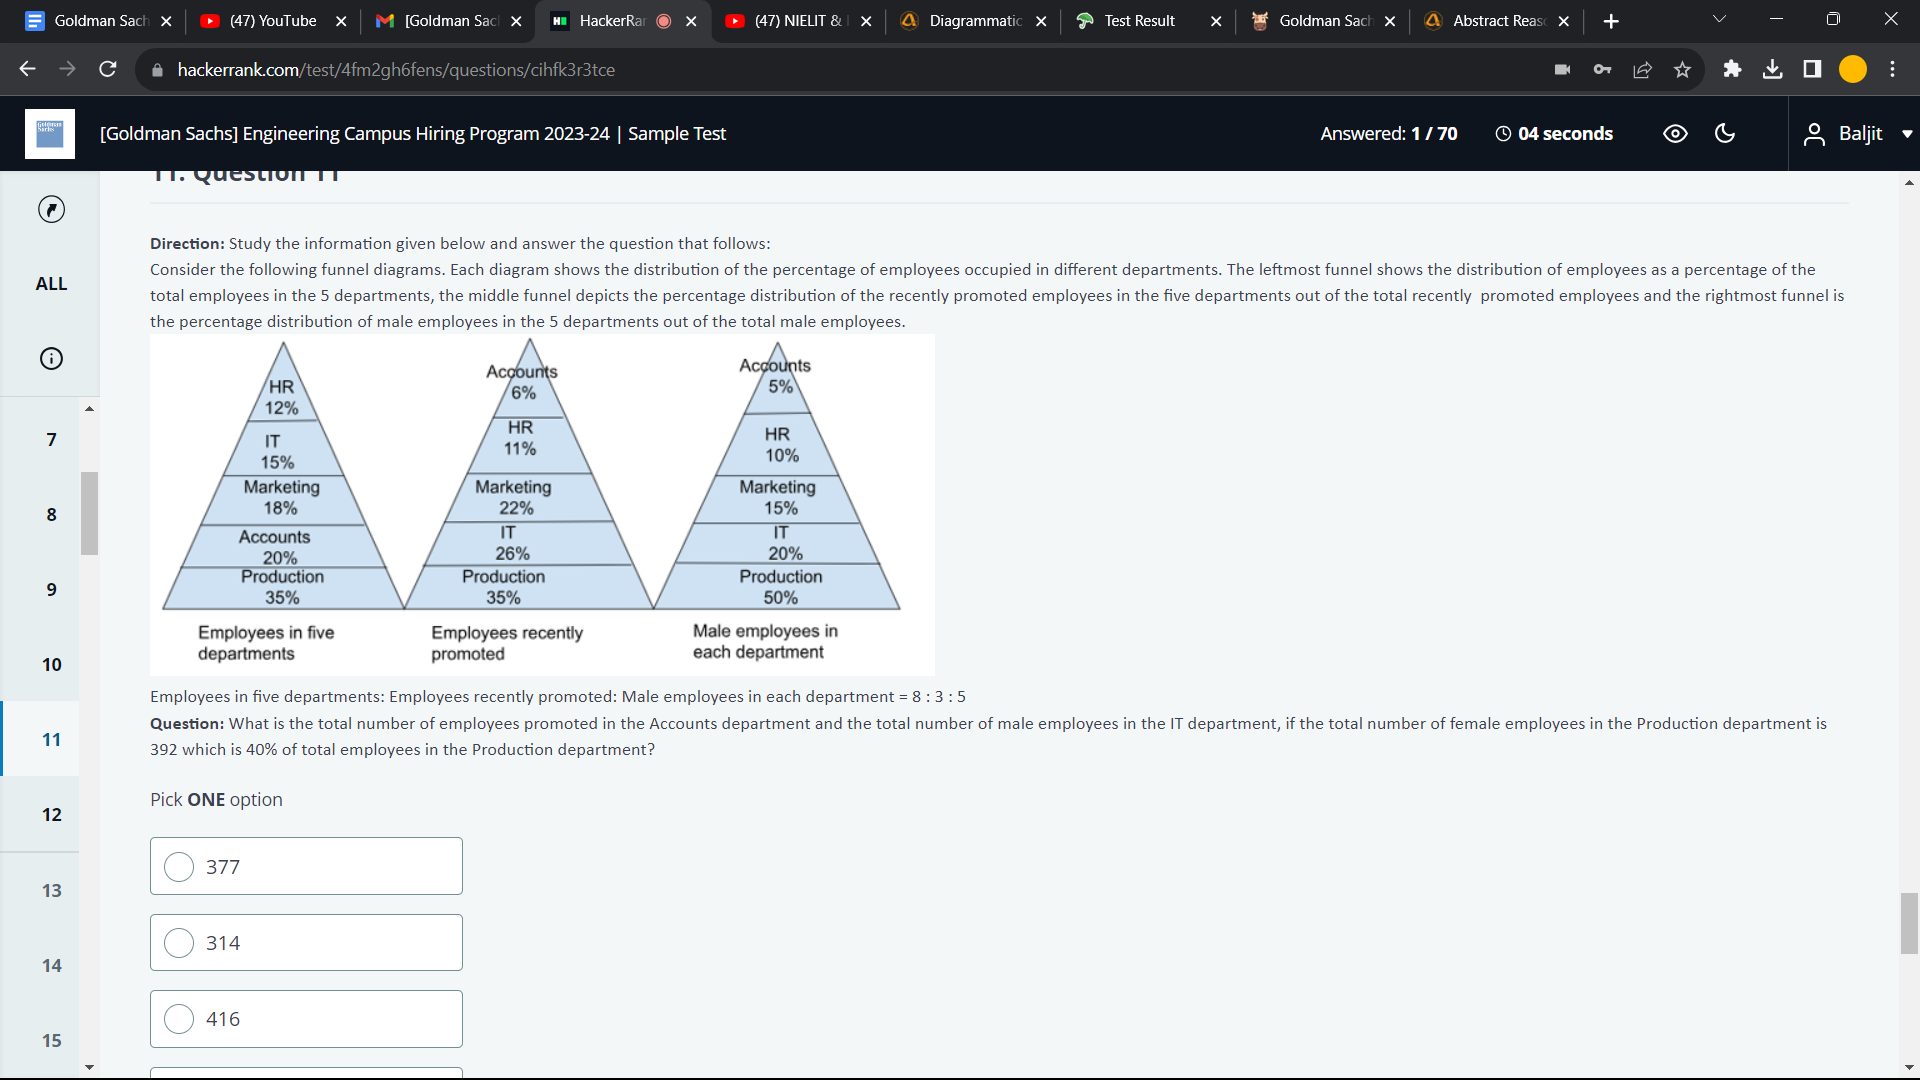 Goldman Sach
(47) YouTube
[Goldman Sac
HackerRan
(47) NIELIT &
Diagrammatic
Test Result
Goldman Sach
Abstract Reas
hackerrank.com/test/4fm2gh6fens/questions/cihfk3r3tce
Goldman Sachs
[Goldman Sachs] Engineering Campus Hiring Program 2023-24 | Sample Test
Answered: 1 / 70
04 seconds
Baljit
11. Question 11
ALL
7
8
9
10
11
12
13
14
15
Direction: Study the information given below and answer the question that follows:
Consider the following funnel diagrams. Each diagram shows the distribution of the percentage of employees occupied in different departments. The leftmost funnel shows the distribution of employees as a percentage of the
total employees in the 5 departments, the middle funnel depicts the percentage distribution of the recently promoted employees in the five departments out of the total recently promoted employees and the rightmost funnel is
the percentage distribution of male employees in the 5 departments out of the total male employees.
HR
12%
IT
15%
Marketing
18%
Accounts
20%
Production
35%
Employees in five
departments
Accounts
6%
HR
11%
Marketing
22%
IT
26%
Production
35%
Employees recently
promoted
Accounts
5%
HR
10%
Marketing
15%
IT
20%
Production
50%
Male employees in
each department
Employees in five departments: Employees recently promoted: Male employees in each department = 8 : 3 : 5
Question: What is the total number of employees promoted in the Accounts department and the total number of male employees in the IT department, if the total number of female employees in the Production department is
392 which is 40% of total employees in the Production department?
Pick ONE option
377
314
416